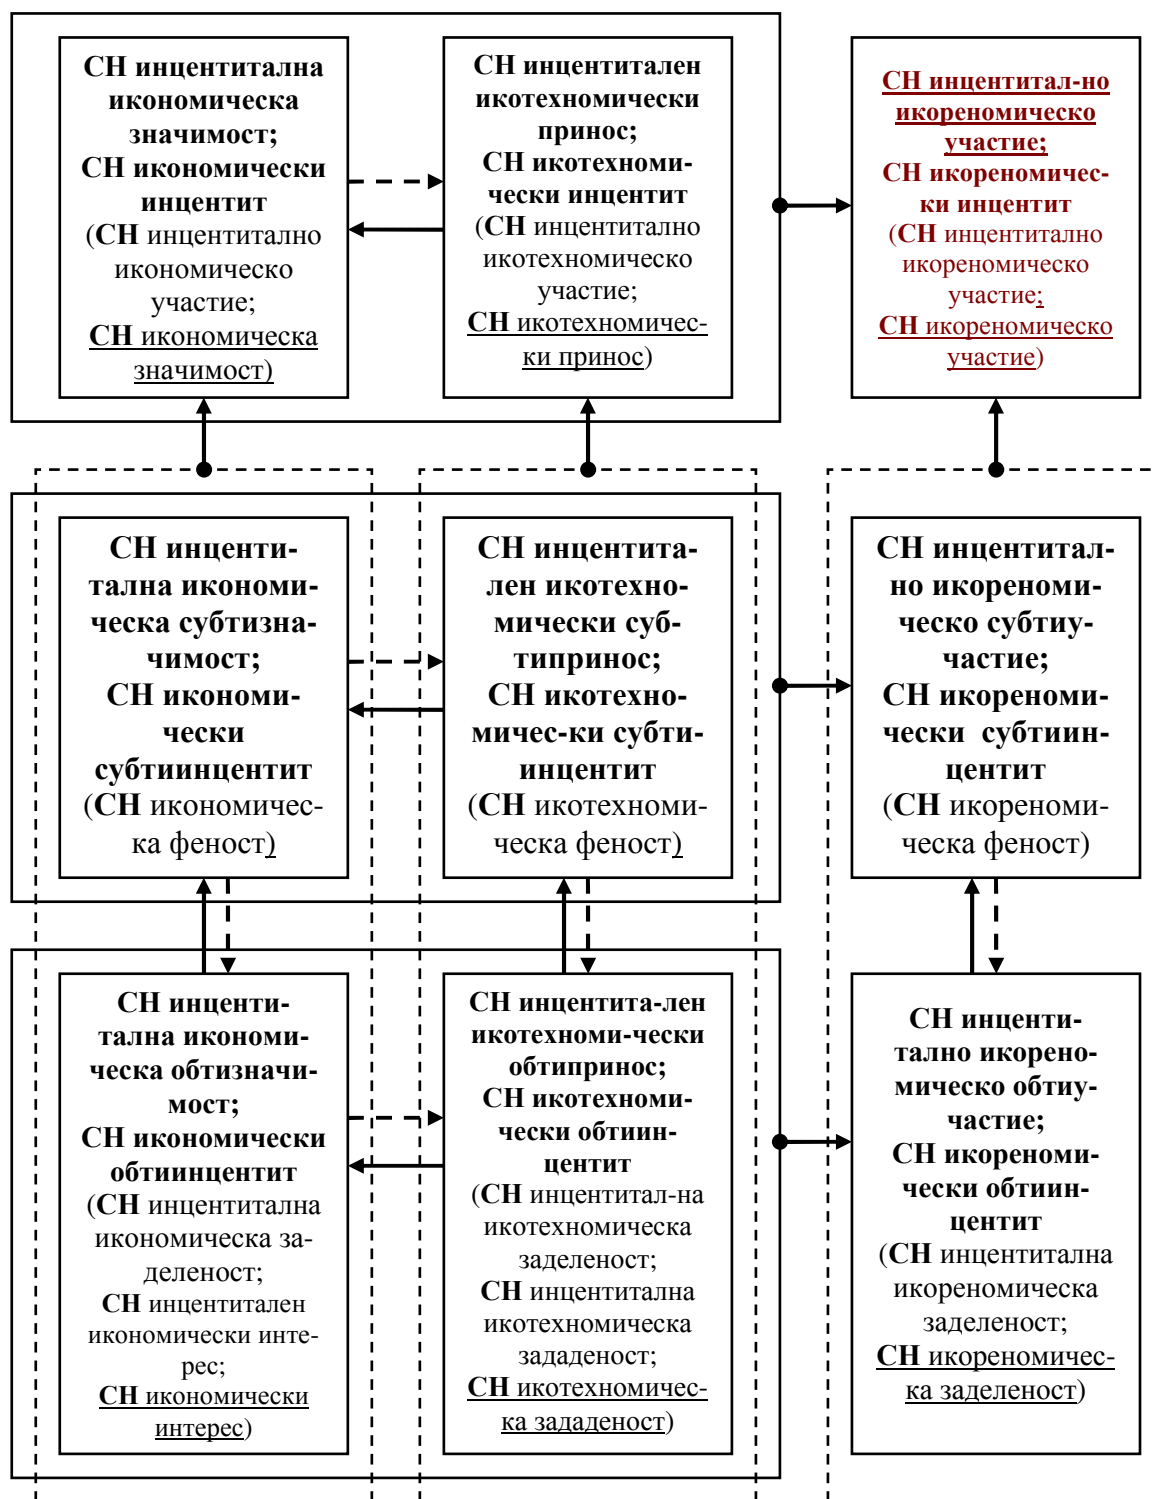 СН инцентитална
икономическа
значимост;
СН икономически
инцентит
(СН инцентитално
икономическо
участие;
СН икономическа
значимост)
СН инцентитален
икотехномически
принос;
СН икотехноми-
чески инцентит
(СН инцентитално
икотехномическо
участие;
СН икотехномичес-
ки принос)
СН инцентитал-но
икореномическо
участие;
СН икореномичес-
ки инцентит
(СН инцентитално
икореномическо
участие;
СН икореномическо
участие)
СН инценти-
тална икономи-
ческа субтизна-
чимост;
СН икономи-
чески
субтиинцентит
(СН икономичес-
ка феност)
СН инцентита-
лен икотехно-
мически суб-
типринос;
СН икотехно-
мичес-ки субти-
инцентит
(СН икотехноми-
ческа феност)
СН инцентитал-
но икореноми-
ческо субтиу-
частие;
СН икореноми-
чески субтиин-
центит
(СН икореноми-
ческа феност)
СН инценти-
тална икономи-
ческа обтизначи-
мост;
СН икономически
обтиинцентит
(СН инцентитална
икономическа за-
деленост;
СН инцентитален
икономически инте-
рес;
СН икономически
интерес)
СН инцентита-лен
икотехноми-чески
обтипринос;
СН икотехноми-
чески обтиин-
центит
(СН инцентитал-на
икотехномическа
заделеност;
СН инцентитална
икотехномическа
зададеност;
СН икотехномичес-
ка зададеност)
СН инценти-
тално икорено-
мическо обтиу-
частие;
СН икореноми-
чески обтиин-
центит
(СН инцентитална
икореномическа
заделеност;
СН икореномичес-
ка заделеност)